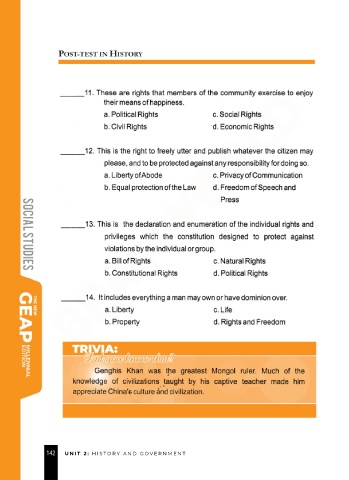 POST-TEST IN HISTORY
______11. These are rights that members of the community exercise to enjoy
their means of happiness.
a. Political Rights c. Social Rights
b. Civil Rights d. Economic Rights
______12. This is the right to freely utter and publish whatever the citizen may
please, and to be protected against any responsibility for doing so.
a. Liberty of Abode c. Privacy of Communication
b. Equal protection of the Law d. Freedom of Speech and
Press
______13. This is the declaration and enumeration of the individual rights and
privileges which the constitution designed to protect against
violations by the individual or group.
a. Bill of Rights c. Natural Rights
b. Constitutional Rights d. Political Rights
______14. It includes everything a man may own or have dominion over.
a. Liberty c. Life
b. Property d. Rights and Freedom
TRIVIA:
Did you know that?
Genghis Khan was the greatest Mongol ruler. Much of the
knowledge of civilizations taught by his captive teacher made him
appreciate China's culture and civilization.
SOCIAL STUDIES
THE NEW
GEAP
MILLENNIAL
EDITION
142 UNIT 2: HISTORY AND GOVERNMENT